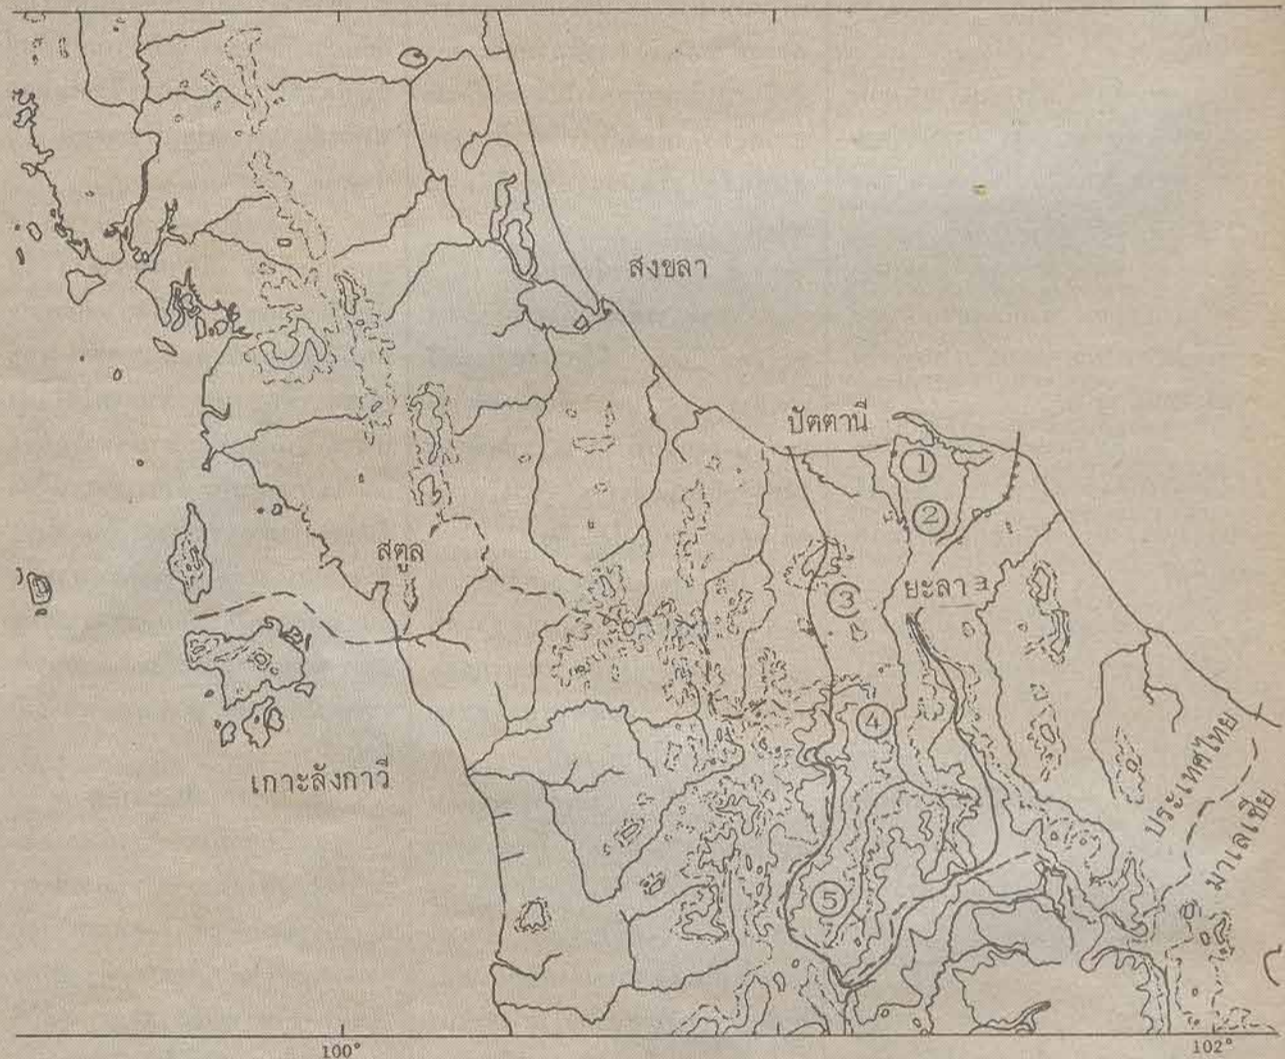 สงขลา
ปัตตานี
①
②
สตูล
③
ยะลา
④
เกาะลังกาวี
ประเทศไทย
มาเลเซีย
⑤
100°
102°